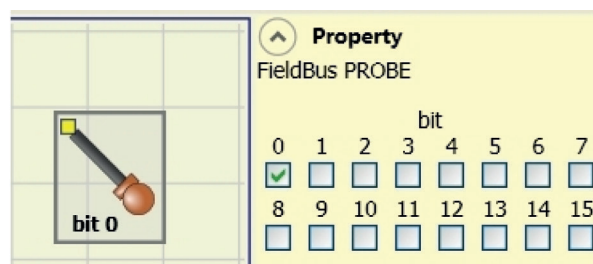 Property
FieldBus PROBE
bit
0 1 2 3 4 5 6 7
8 9 10 11 12 13 14 15
bit 0